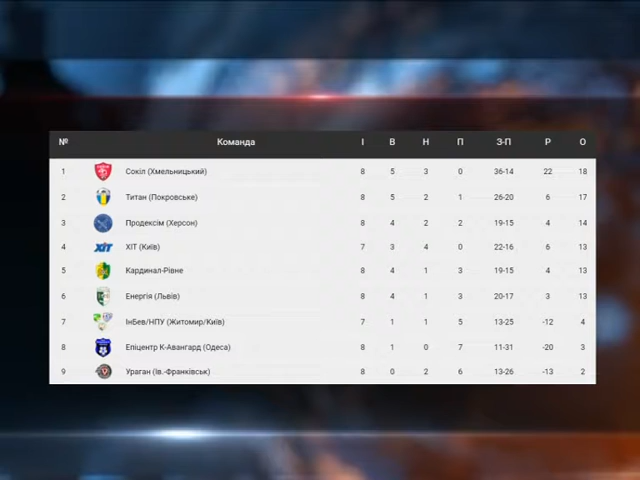 № Команда І В Н П З-П Р О
1 Сокіл (Хмельницький) 8 5 3 0 36-14 22 18
2 Титан (Покровське) 8 5 2 1 26-20 6 17
3 Продексім (Херсон) 8 4 2 2 19-15 4 14
4 ХІТ ХІТ (Київ) 7 3 4 0 22-16 6 13
5 Кардинал-Рівне 8 4 1 3 19-15 4 13
6 Енергія (Львів) 8 4 1 3 20-17 3 13
7 ІнБев/НПУ (Житомир/Київ) 7 1 1 5 13-25 -12 4
8 Епіцентр К-Авангард (Одеса) 8 1 0 7 11-31 -20 3
9 Ураган (Ів.-Франківськ) 8 0 2 6 13-26 -13 2